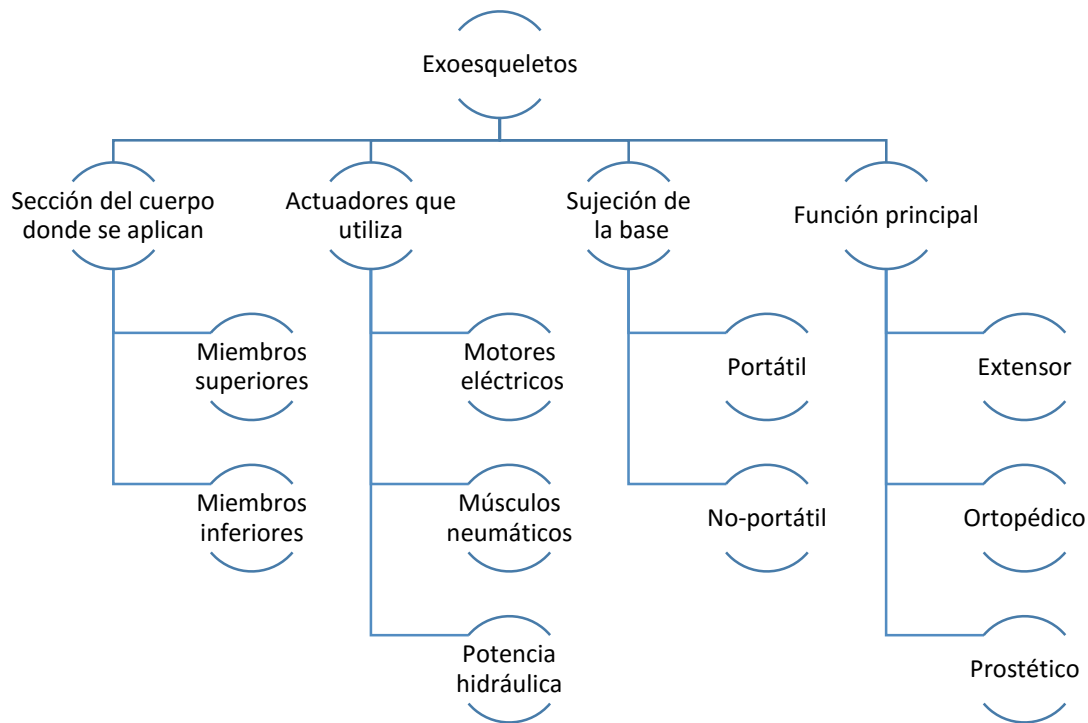 Exoesqueletos
Sección del cuerpo
donde se aplican
Actuadores que
utiliza
Sujeción de
la base
Función principal
Miembros
superiores
Motores
eléctricos
Portátil
Extensor
Miembros
inferiores
Músculos
neumáticos
No-portátil
Ortopédico
Potencia
hidráulica
Prostético